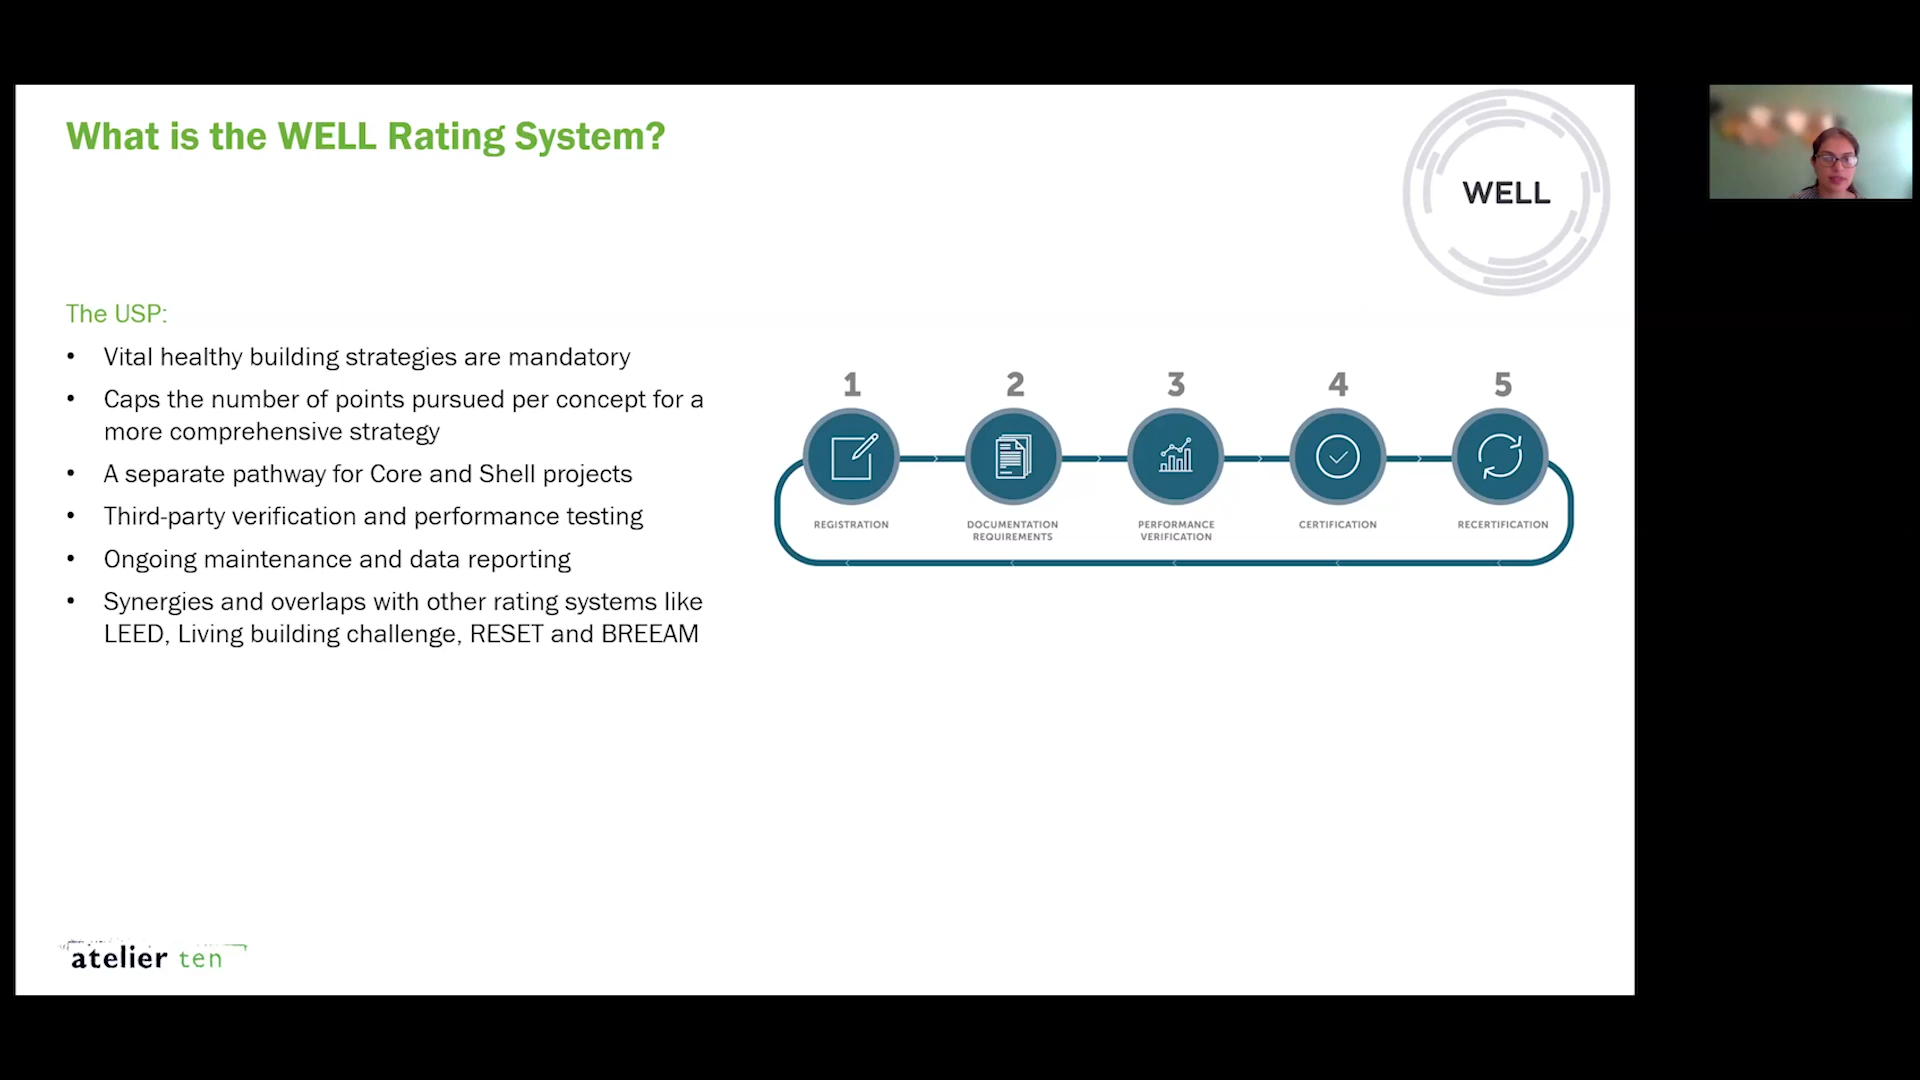 What is the WELL Rating System?
WELL
The USP:
• Vital healthy building strategies are mandatory
• Caps the number of points pursued per concept for a
more comprehensive strategy
• A separate pathway for Core and Shell projects
• Third-party verification and performance testing
• Ongoing maintenance and data reporting
• Synergies and overlaps with other rating systems like
LEED, Living building challenge, RESET and BREEAM
1 2 3 4 5
REGISTRATION
DOCUMENTATION
REQUIREMENTS
PERFORMANCE
VERIFICATION
CERTIFICATION
RECERTIFICATION
atelier ten